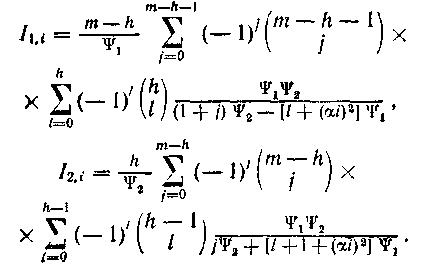 I_{1,i} = \frac{m-h}{\Psi_1} \sum_{j=0}^{m-h-1} (-1)^j \binom{m-h-1}{j} \times
\times \sum_{l=0}^{h} (-1)^l \binom{h}{l} \frac{\Psi_1 \Psi_2}{(1+j) \Psi_2 - [l+(\alpha i)^2] \Psi_1},
I_{2,i} = \frac{h}{\Psi_2} \sum_{j=0}^{m-h} (-1)^j \binom{m-h}{j} \times
\times \sum_{l=0}^{h-1} (-1)^l \binom{h-1}{l} \frac{\Psi_1 \Psi_2}{j\Psi_2 + [l+1+(\alpha i)^2] \Psi_1}.